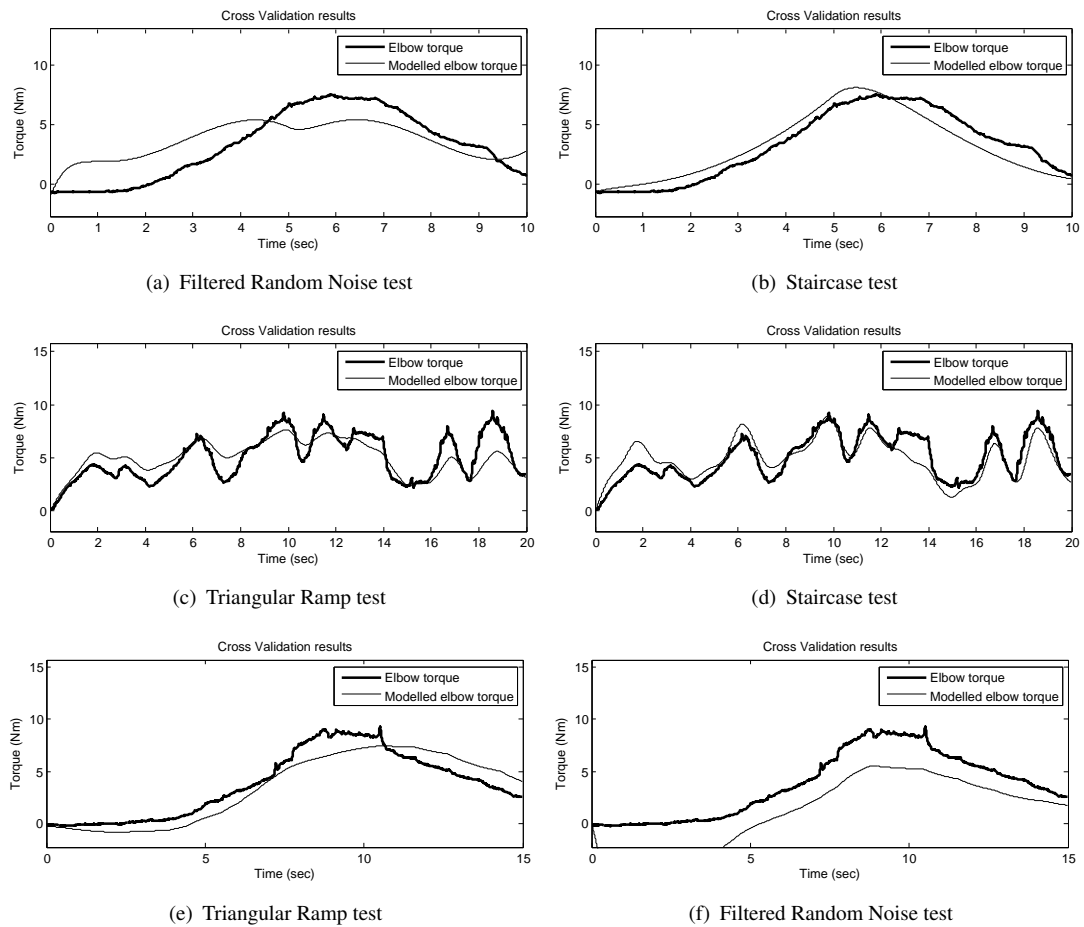 Cross Validation results
Elbow torque
Modelled elbow torque
Torque (Nm)
10
5
0
0 1 2 3 4 5 6 7 8 9 10
Time (sec)
(a) Filtered Random Noise test
Cross Validation results
Elbow torque
Modelled elbow torque
Torque (Nm)
10
5
0
0 1 2 3 4 5 6 7 8 9 10
Time (sec)
(b) Staircase test
Cross Validation results
Elbow torque
Modelled elbow torque
Torque (Nm)
15
10
5
0
0 2 4 6 8 10 12 14 16 18 20
Time (sec)
(c) Triangular Ramp test
Cross Validation results
Elbow torque
Modelled elbow torque
Torque (Nm)
15
10
5
0
0 2 4 6 8 10 12 14 16 18 20
Time (sec)
(d) Staircase test
Cross Validation results
Elbow torque
Modelled elbow torque
Torque (Nm)
15
10
5
0
0 5 10 15
Time (sec)
(e) Triangular Ramp test
Cross Validation results
Elbow torque
Modelled elbow torque
Torque (Nm)
15
10
5
0
0 5 10 15
Time (sec)
(f) Filtered Random Noise test